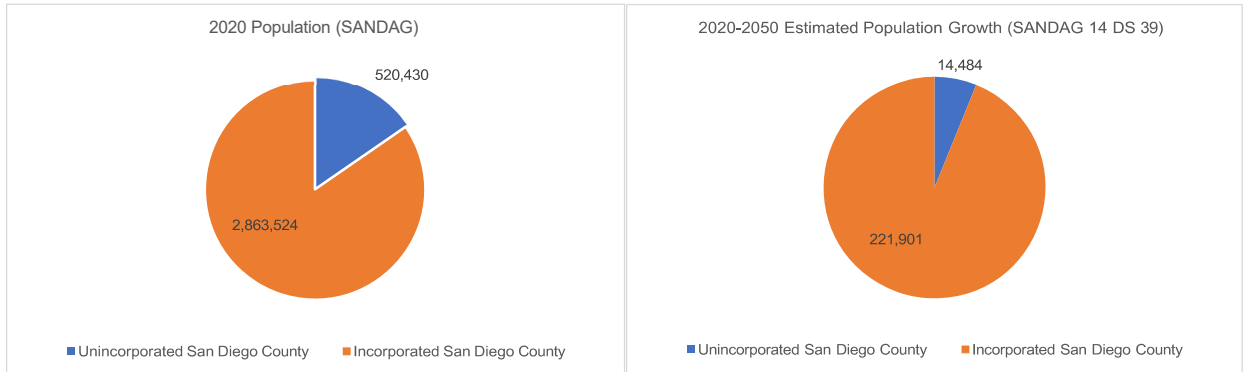 2020 Population (SANDAG)
520,430
2,863,524
Unincorporated San Diego County
Incorporated San Diego County
2020-2050 Estimated Population Growth (SANDAG 14 DS 39)
14,484
221,901
Unincorporated San Diego County
Incorporated San Diego County